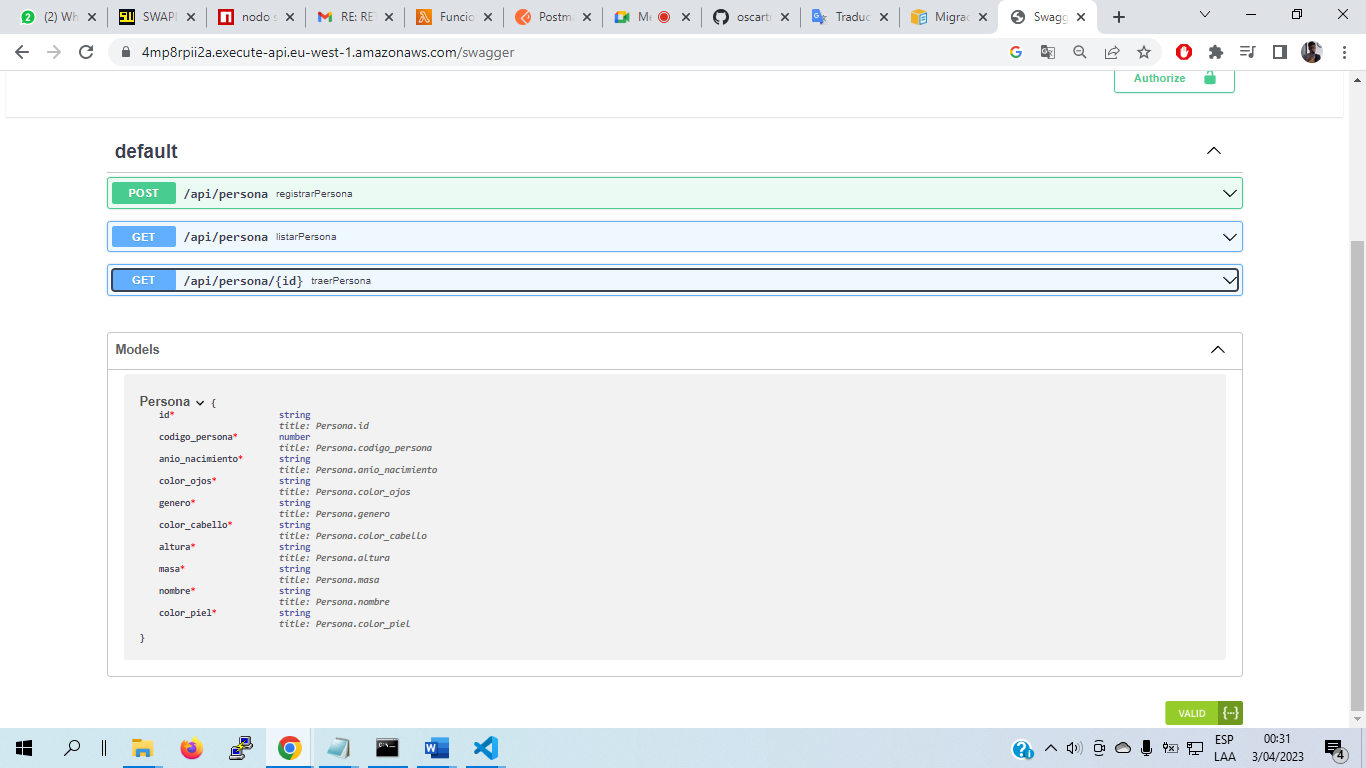 (2) Wh
SWAPI
nodo s
RE: RE
Funcio
Postm
Me
oscart
Traduc
Migrac
Swagg
4mp8rpii2a.execute-api.eu-west-1.amazonaws.com/swagger
Authorize
default
POST /api/persona registrarPersona
GET /api/persona listarPersona
GET /api/persona/{id} traerPersona
Models
Persona {
id* string
title: Persona.id
codigo_persona* number
title: Persona.codigo_persona
anio_nacimiento* string
title: Persona.anio_nacimiento
color_ojos* string
title: Persona.color_ojos
genero* string
title: Persona.genero
color_cabello* string
title: Persona.color_cabello
altura* string
title: Persona.altura
masa* string
title: Persona.masa
nombre* string
title: Persona.nombre
color_piel* string
title: Persona.color_piel
}
VALID {...}
ESP
LAA
00:31
3/04/2023
4